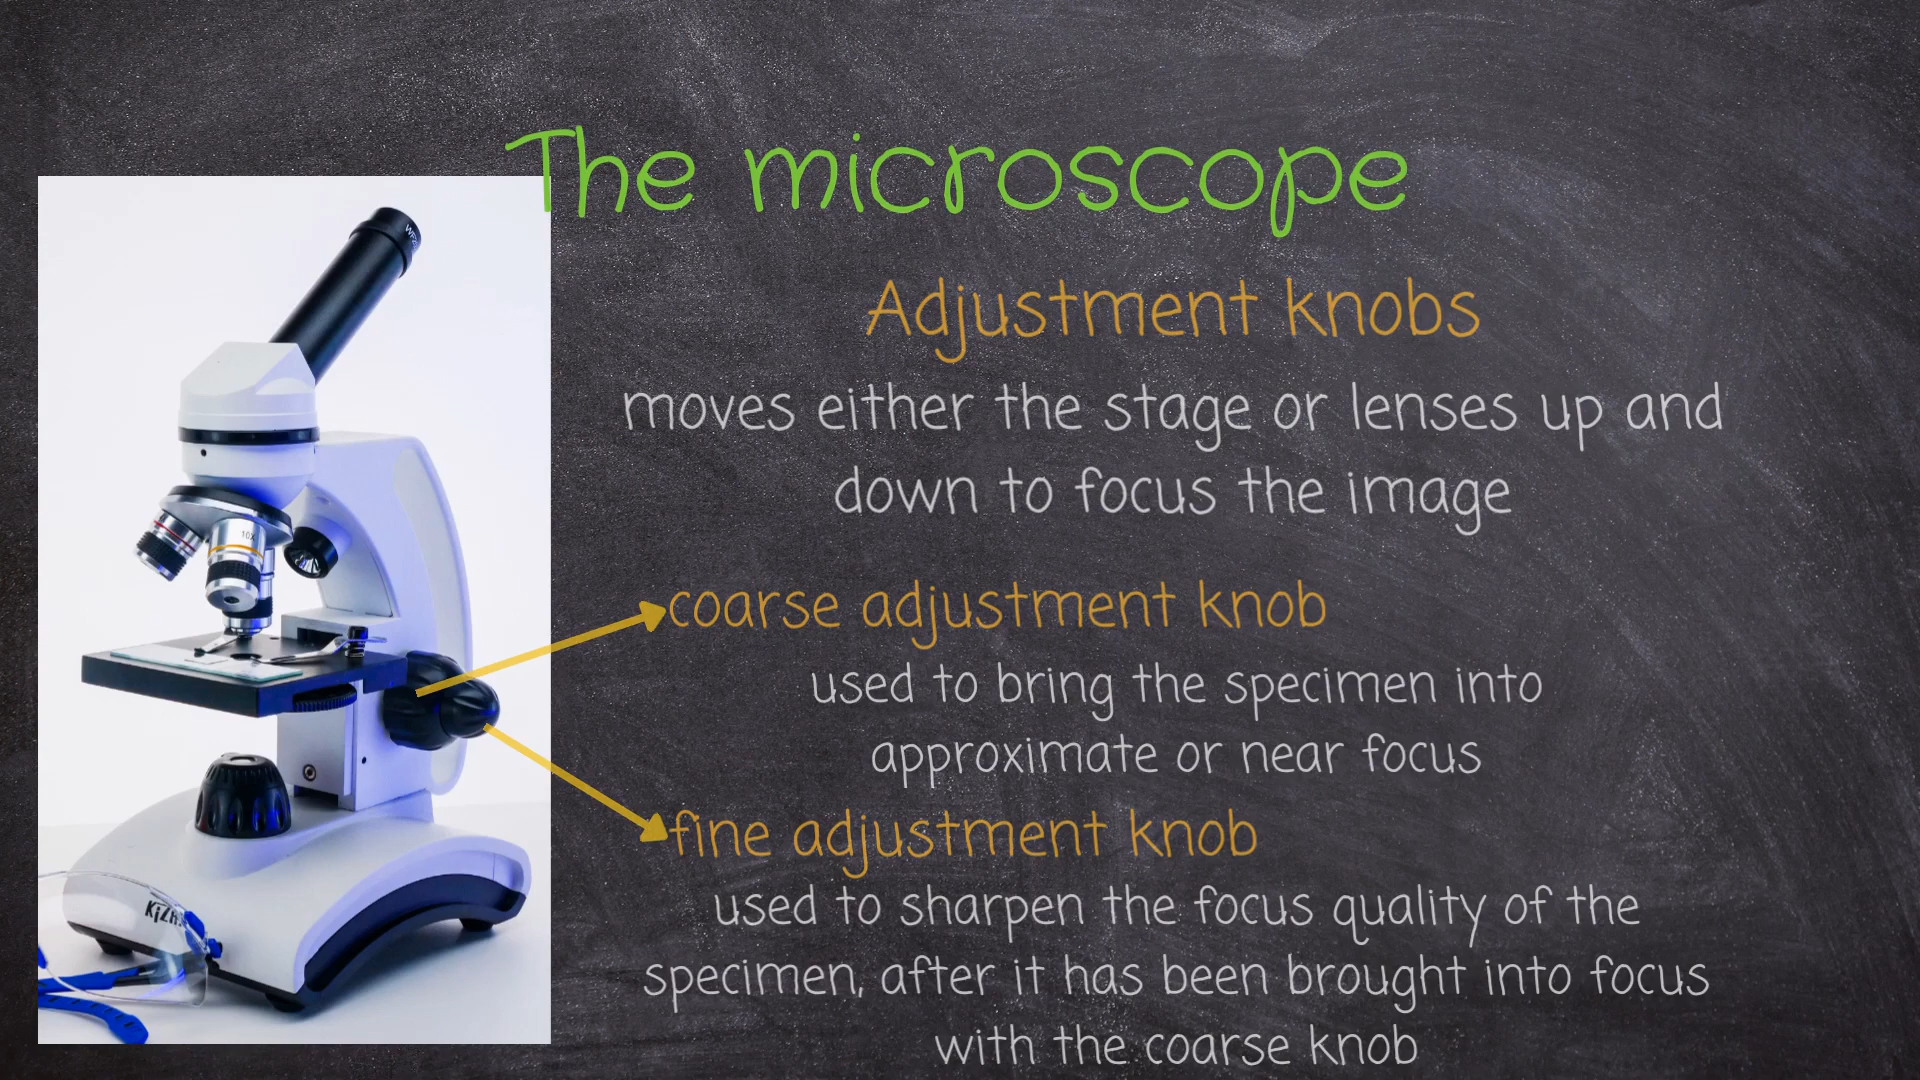 The microscope
Adjustment knobs
moves either the stage or lenses up and
down to focus the image
coarse adjustment knob
used to bring the specimen into
approximate or near focus
fine adjustment knob
used to sharpen the focus quality of the
specimen, after it has been brought into focus
with the coarse knob
10X